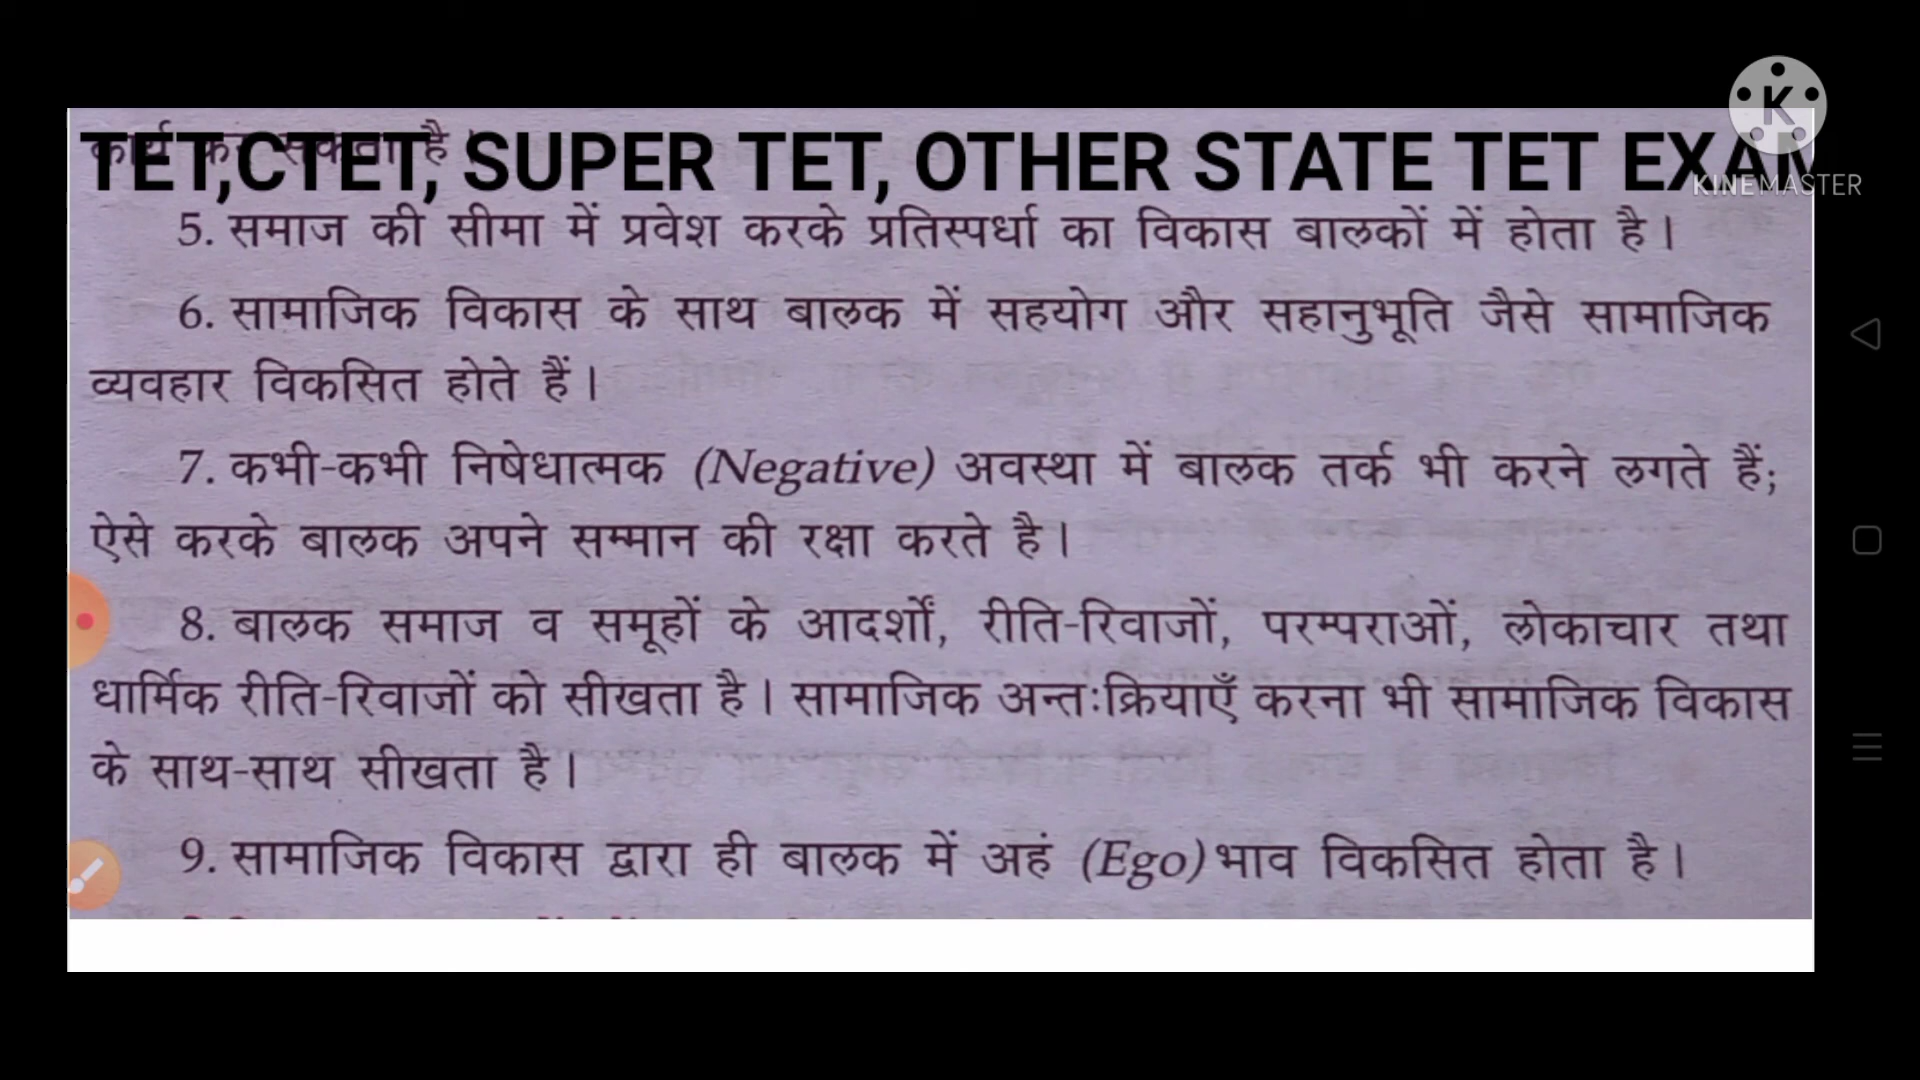 TET,CTET, SUPER TET, OTHER STATE TET EXAM
K
KINEMASTER
5. समाज की सीमा में प्रवेश करके प्रतिस्पर्धा का विकास बालकों में होता है।
6. सामाजिक विकास के साथ बालक में सहयोग और सहानुभूति जैसे सामाजिक
व्यवहार विकसित होते हैं।
7. कभी-कभी निषेधात्मक (Negative) अवस्था में बालक तर्क भी करने लगते हैं;
ऐसे करके बालक अपने सम्मान की रक्षा करते है।
8. बालक समाज व समूहों के आदर्शों, रीति-रिवाजों, परम्पराओं, लोकाचार तथा
धार्मिक रीति-रिवाजों को सीखता है। सामाजिक अन्तःक्रियाएँ करना भी सामाजिक विकास
के साथ-साथ सीखता है।
9. सामाजिक विकास द्वारा ही बालक में अहं (Ego) भाव विकसित होता है।